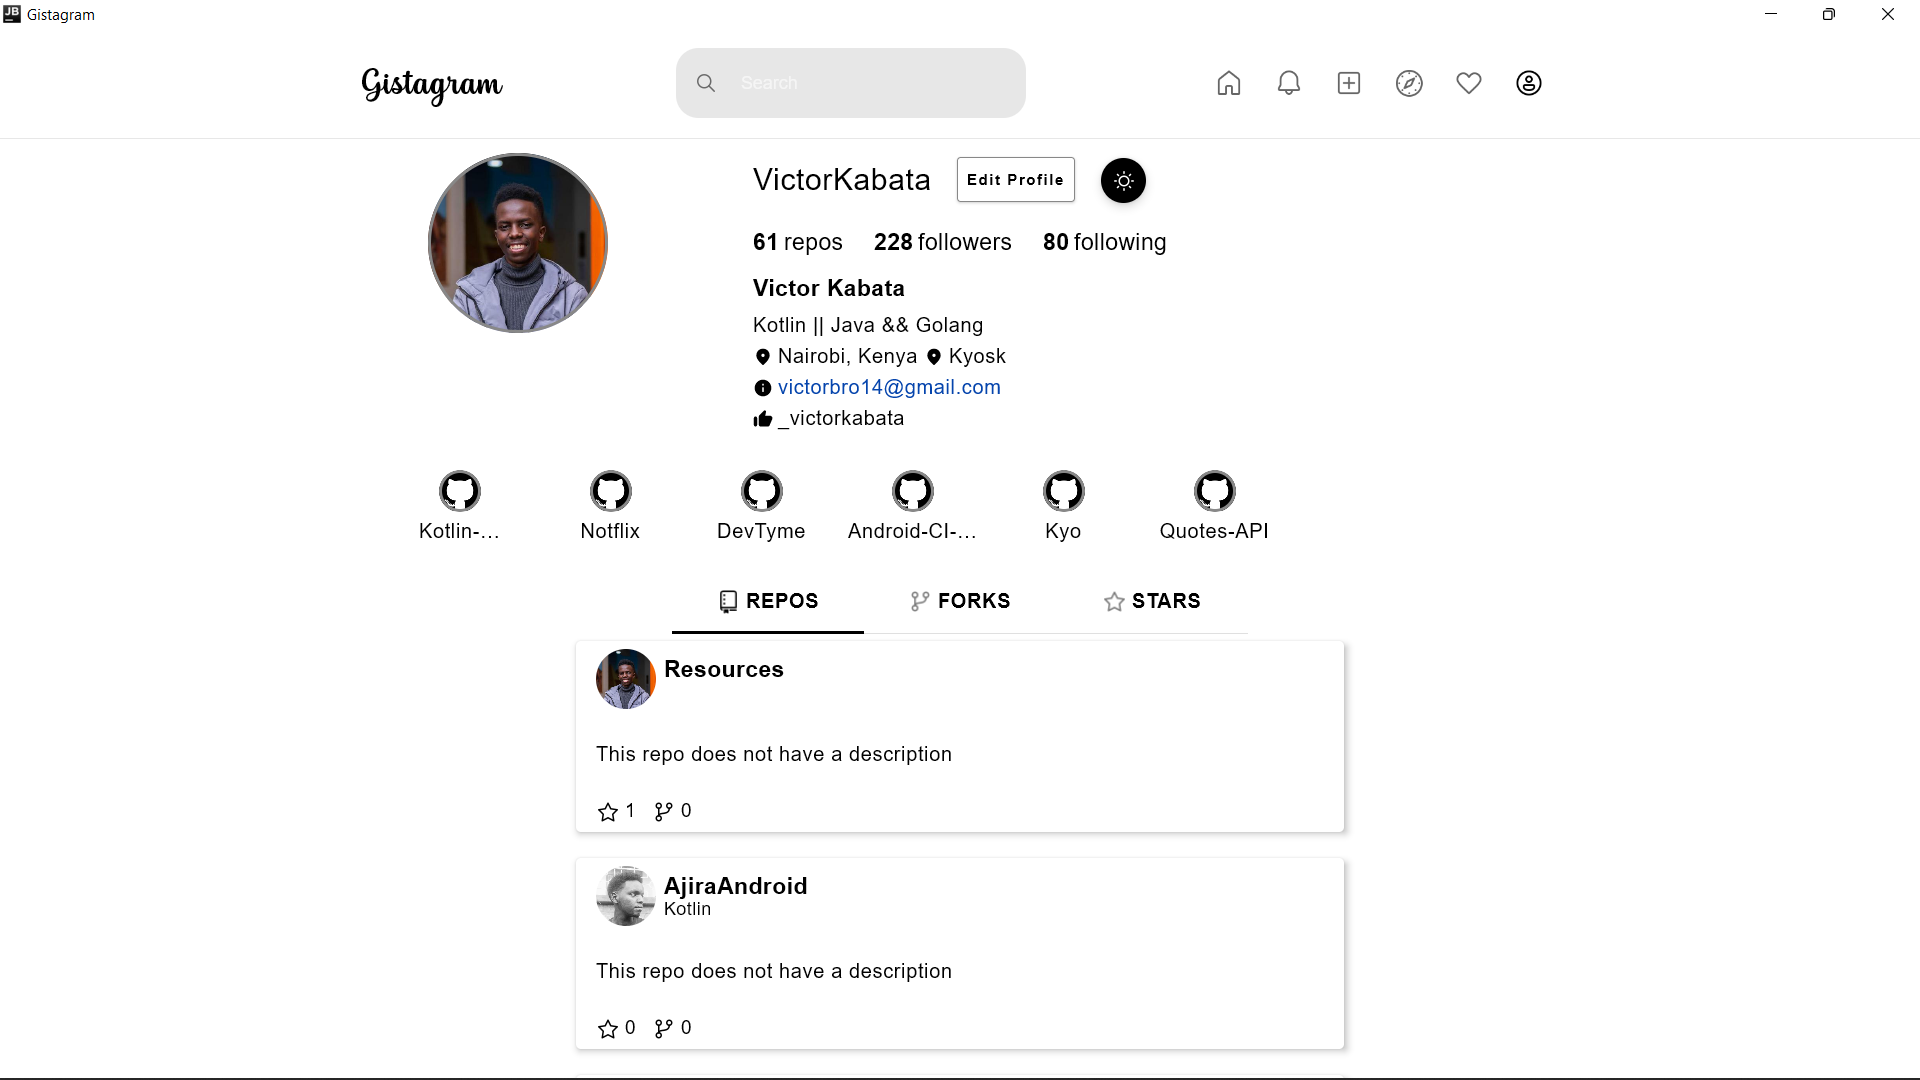 JB Gistagram
Gistagram
Search
VictorKabata Edit Profile
61 repos 228 followers 80 following
Victor Kabata
Kotlin || Java && Golang
Nairobi, Kenya Kyosk
victorbro14@gmail.com
_victorkabata
Kotlin-... Notflix DevTyme Android-CI-... Kyo Quotes-API
REPOS FORKS STARS
Resources
This repo does not have a description
1 0
AjiraAndroid
Kotlin
This repo does not have a description
0 0